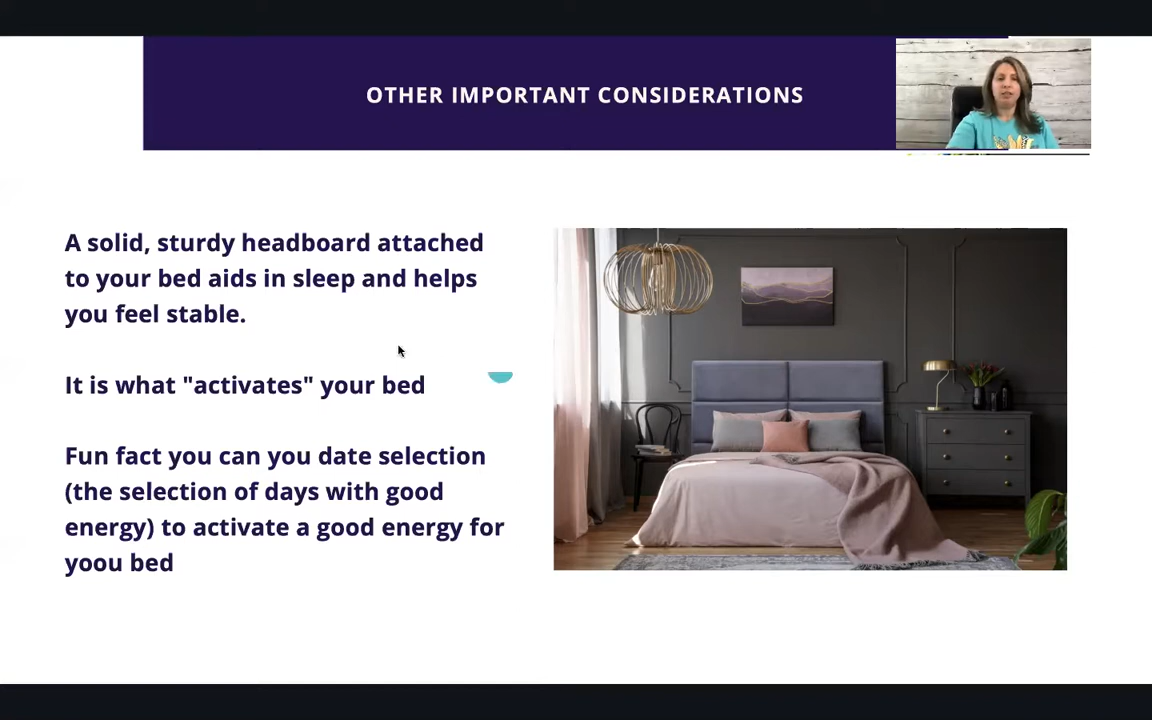 OTHER IMPORTANT CONSIDERATIONS
A solid, sturdy headboard attached
to your bed aids in sleep and helps
you feel stable.
It is what "activates" your bed
Fun fact you can you date selection
(the selection of days with good
energy) to activate a good energy for
yoou bed